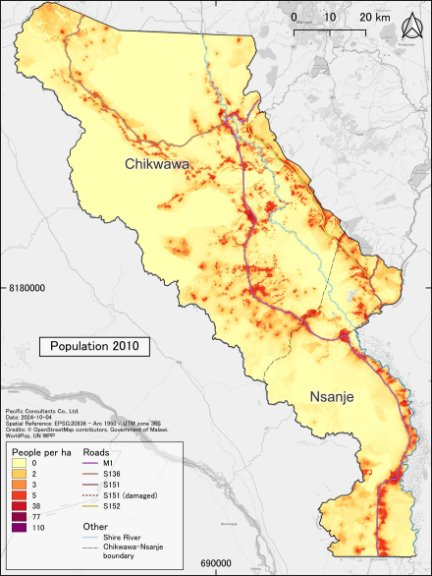 0 10 20 km
Chikwawa
8180000
Population 2010
Nsanje
Pacific Consultants Co., Ltd.
Date: 2024-10-04
Spatial Reference: EPSG:20936 - Arc 1950 / UTM zone 36S
Credits: © OpenStreetMap contributors, Government of Malawi,
WorldPop, UN WPP
People per ha
0
2
3
5
38
77
110
Roads
M1
S136
S151
S151 (damaged)
S152
Other
Shire River
Chikwawa-Nsanje
boundary
690000